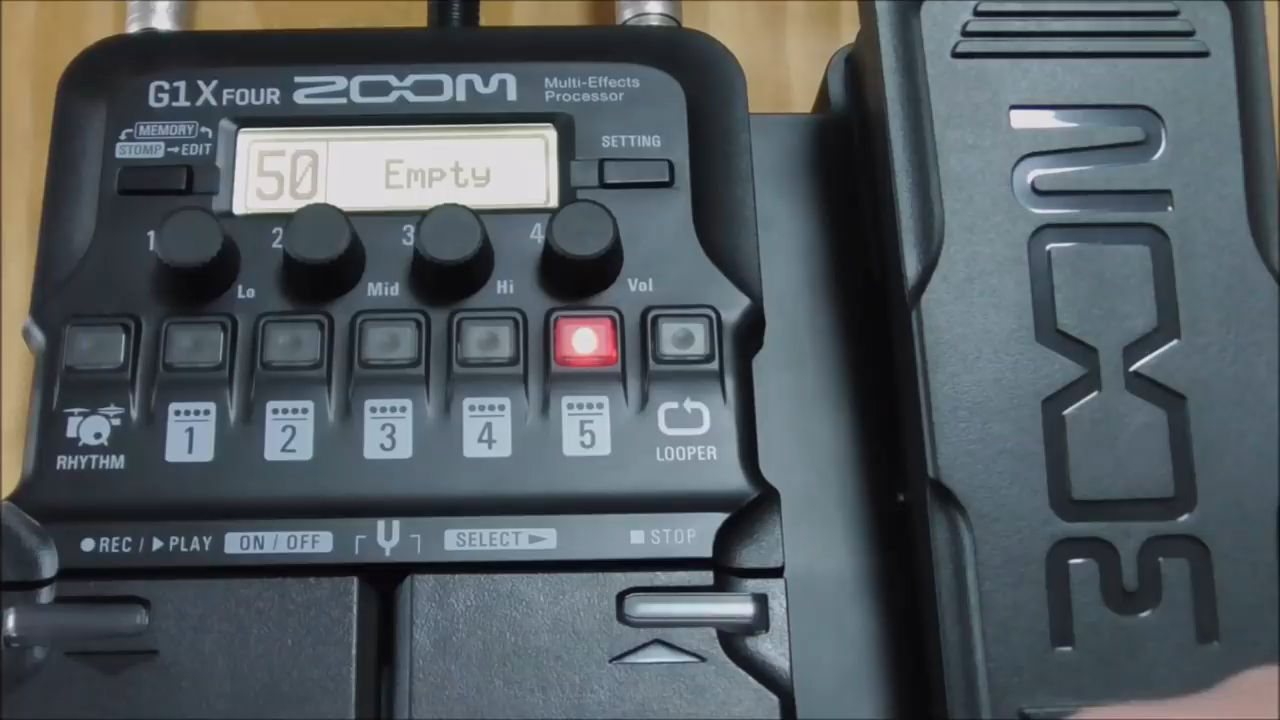 G1X FOUR ZOOM Multi-Effects
Processor
MEMORY
STOMP → EDIT
50 Empty
SETTING
1 2 3 4
Lo Mid Hi Vol
RHYTHM 1 2 3 4 5 LOOPER
●REC / ▶PLAY ON / OFF SELECT ► ■ STOP
ZOOM